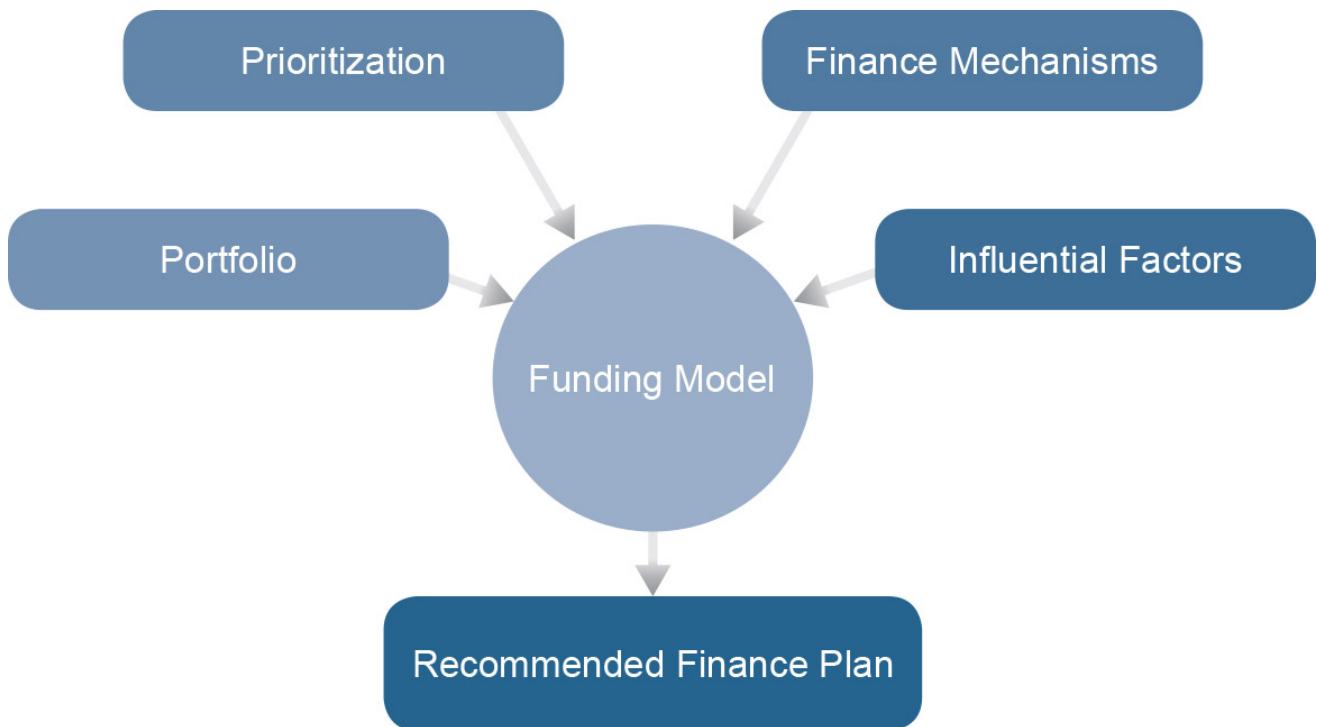 Prioritization
Finance Mechanisms
Portfolio
Influential Factors
Funding Model
Recommended Finance Plan